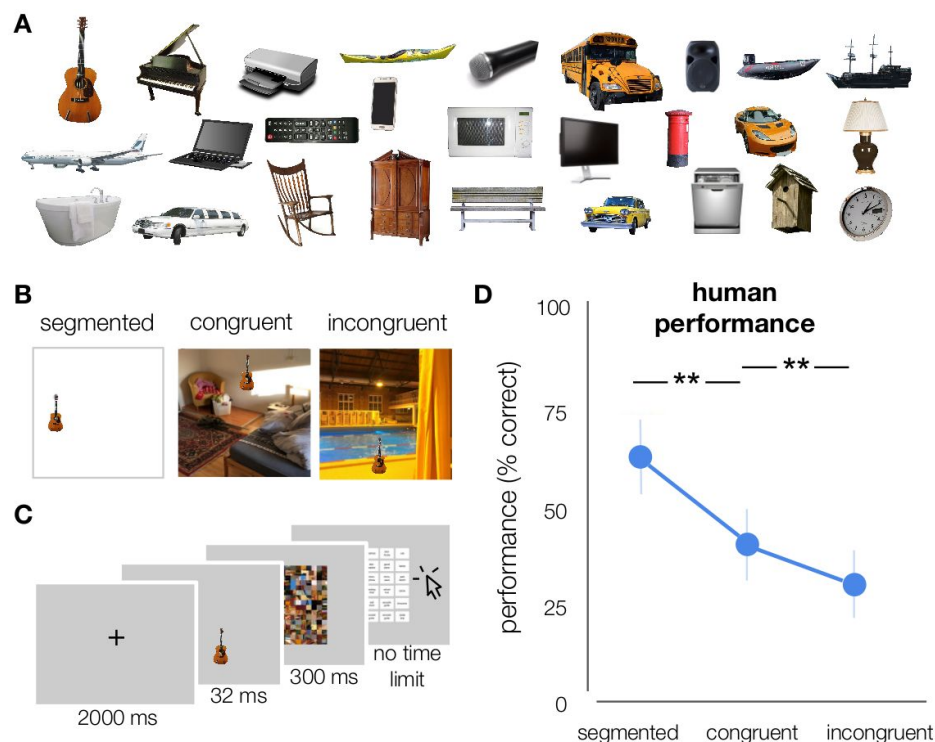 A
B
segmented
congruent
incongruent
C
+
2000 ms
32 ms
300 ms
no time
limit
D
human
performance
performance (% correct)
100
75
50
25
0
**
**
segmented
congruent
incongruent